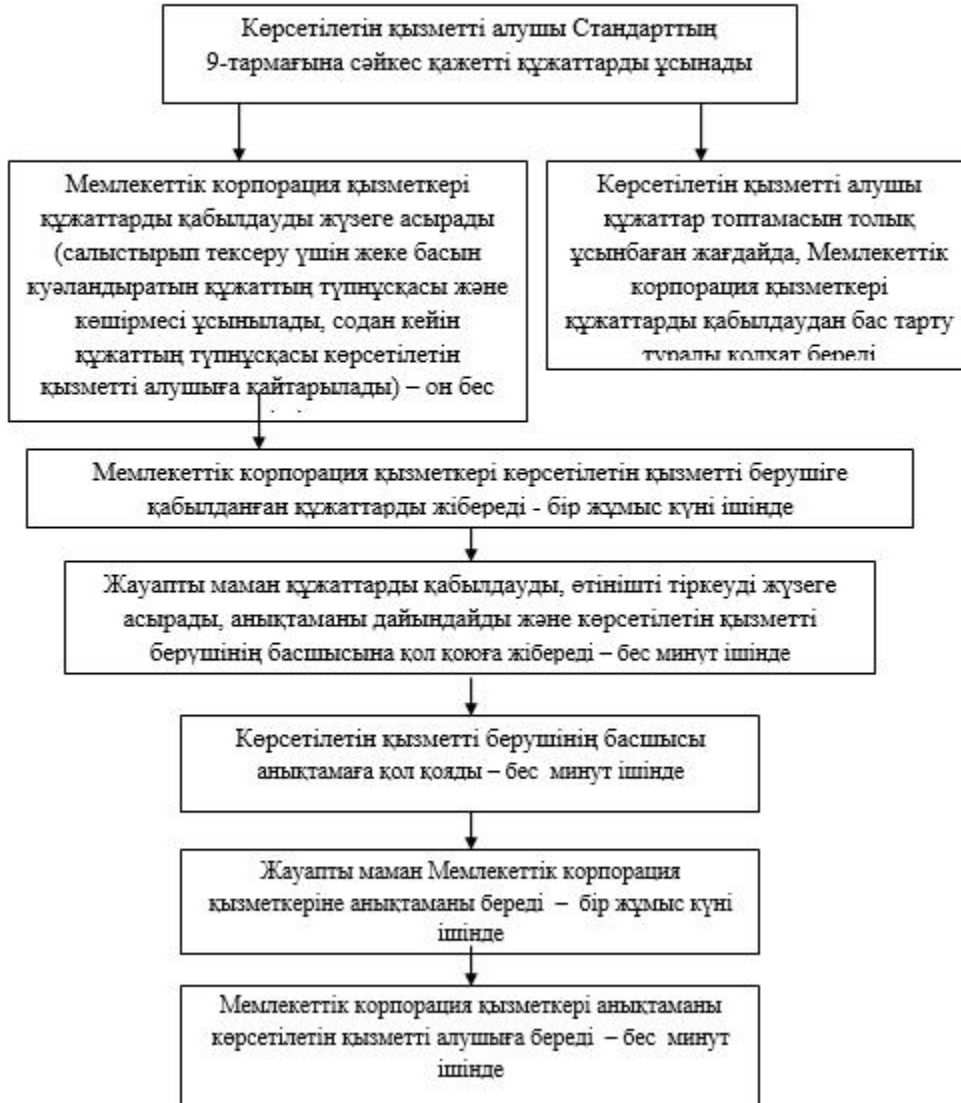 Көрсетілетін қызметті алушы Стандарттың
9-тармағына сәйкес қажетті құжаттарды ұсынады
Мемлекеттік корпорация қызметкері
құжаттарды қабылдауды жүзеге асырады
(салыстырып тексеру үшін жеке басын
куәландыратын құжаттың түпнұсқасы және
көшірмесі ұсынылады, содан кейін
құжаттың түпнұсқасы көрсетілетін
қызметті алушыға қайтарылады) – он бес
Көрсетілетін қызметті алушы
құжаттар топтамасын толық
ұсынбаған жағдайда, Мемлекеттік
корпорация қызметкері
құжаттарды қабылдаудан бас тарту
туралы қолхат береді
Мемлекеттік корпорация қызметкері көрсетілетін қызметті берушіге
қабылданған құжаттарды жібереді - бір жұмыс күні ішінде
Жауапты маман құжаттарды қабылдауды, өтінішті тіркеуді жүзеге
асырады, анықтаманы дайындайды және көрсетілетін қызметті
берушінің басшысына қол қоюға жібереді – бес минут ішінде
Көрсетілетін қызметті берушінің басшысы
анықтамаға қол қояды – бес минут ішінде
Жауапты маман Мемлекеттік корпорация
қызметкеріне анықтаманы береді – бір жұмыс күні
ішінде
Мемлекеттік корпорация қызметкері анықтаманы
көрсетілетін қызметті алушыға береді – бес минут
ішінде